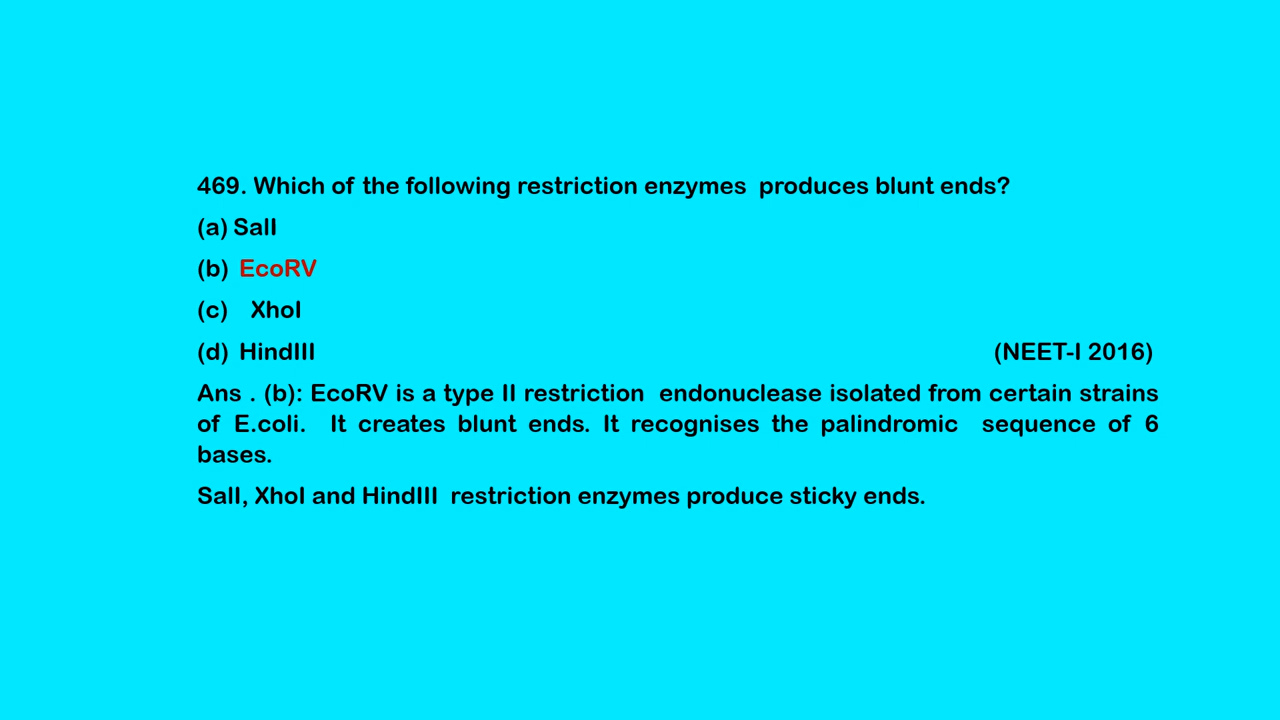 469. Which of the following restriction enzymes produces blunt ends?
(a) SalI
(b) EcoRV
(c) XhoI
(d) HindIII (NEET-I 2016)
Ans . (b): EcoRV is a type II restriction endonuclease isolated from certain strains
of E.coli. It creates blunt ends. It recognises the palindromic sequence of 6
bases.
SalI, XhoI and HindIII restriction enzymes produce sticky ends.